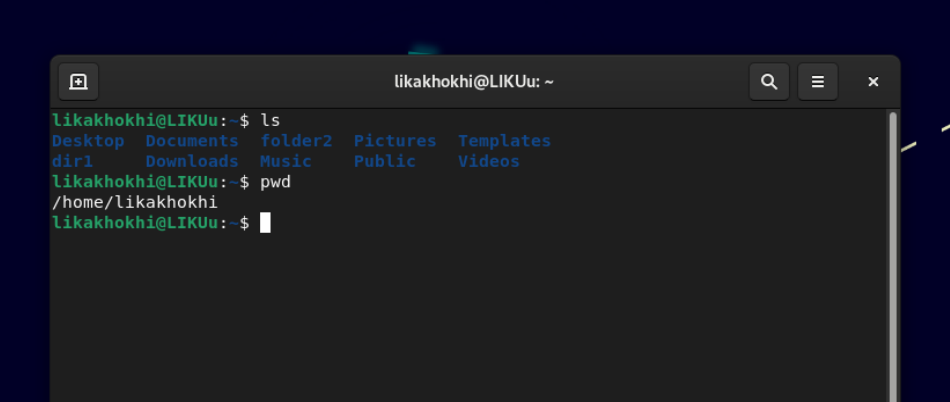 likakhokhi@LIKUu: ~
likakhokhi@LIKUu:~$ ls
Desktop  Documents  folder2  Pictures  Templates
dir1     Downloads  Music    Public    Videos
likakhokhi@LIKUu:~$ pwd
/home/likakhokhi
likakhokhi@LIKUu:~$